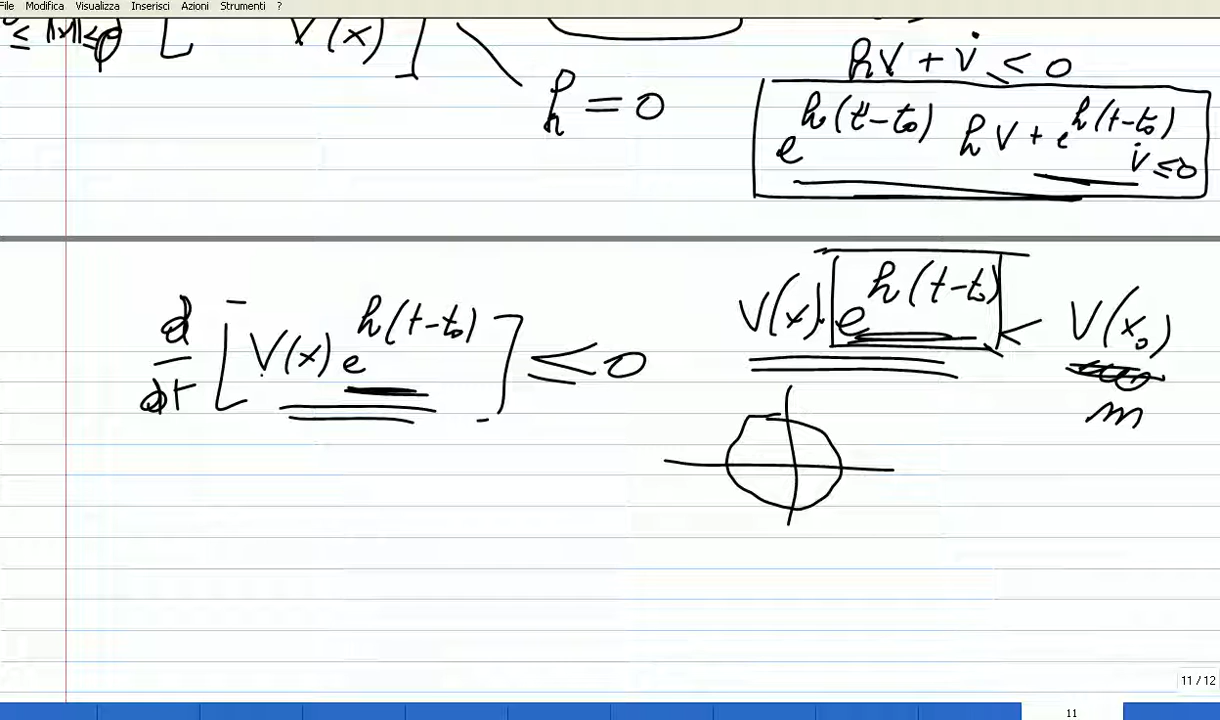 File Modifica Visualizza Inserisci Azioni Strumenti ?
≤ |x| ≤ ρ [ V(x) ]
h = 0
hV + V̇ ≤ 0
e^{h(t-t₀)} hV + e^{h(t-t₀)} V̇ ≤ 0
d/dt [ V(x) e^{h(t-t₀)} ] ≤ 0
V(x) · e^{h(t-t₀)} < V(x₀)
m
11 / 12
11